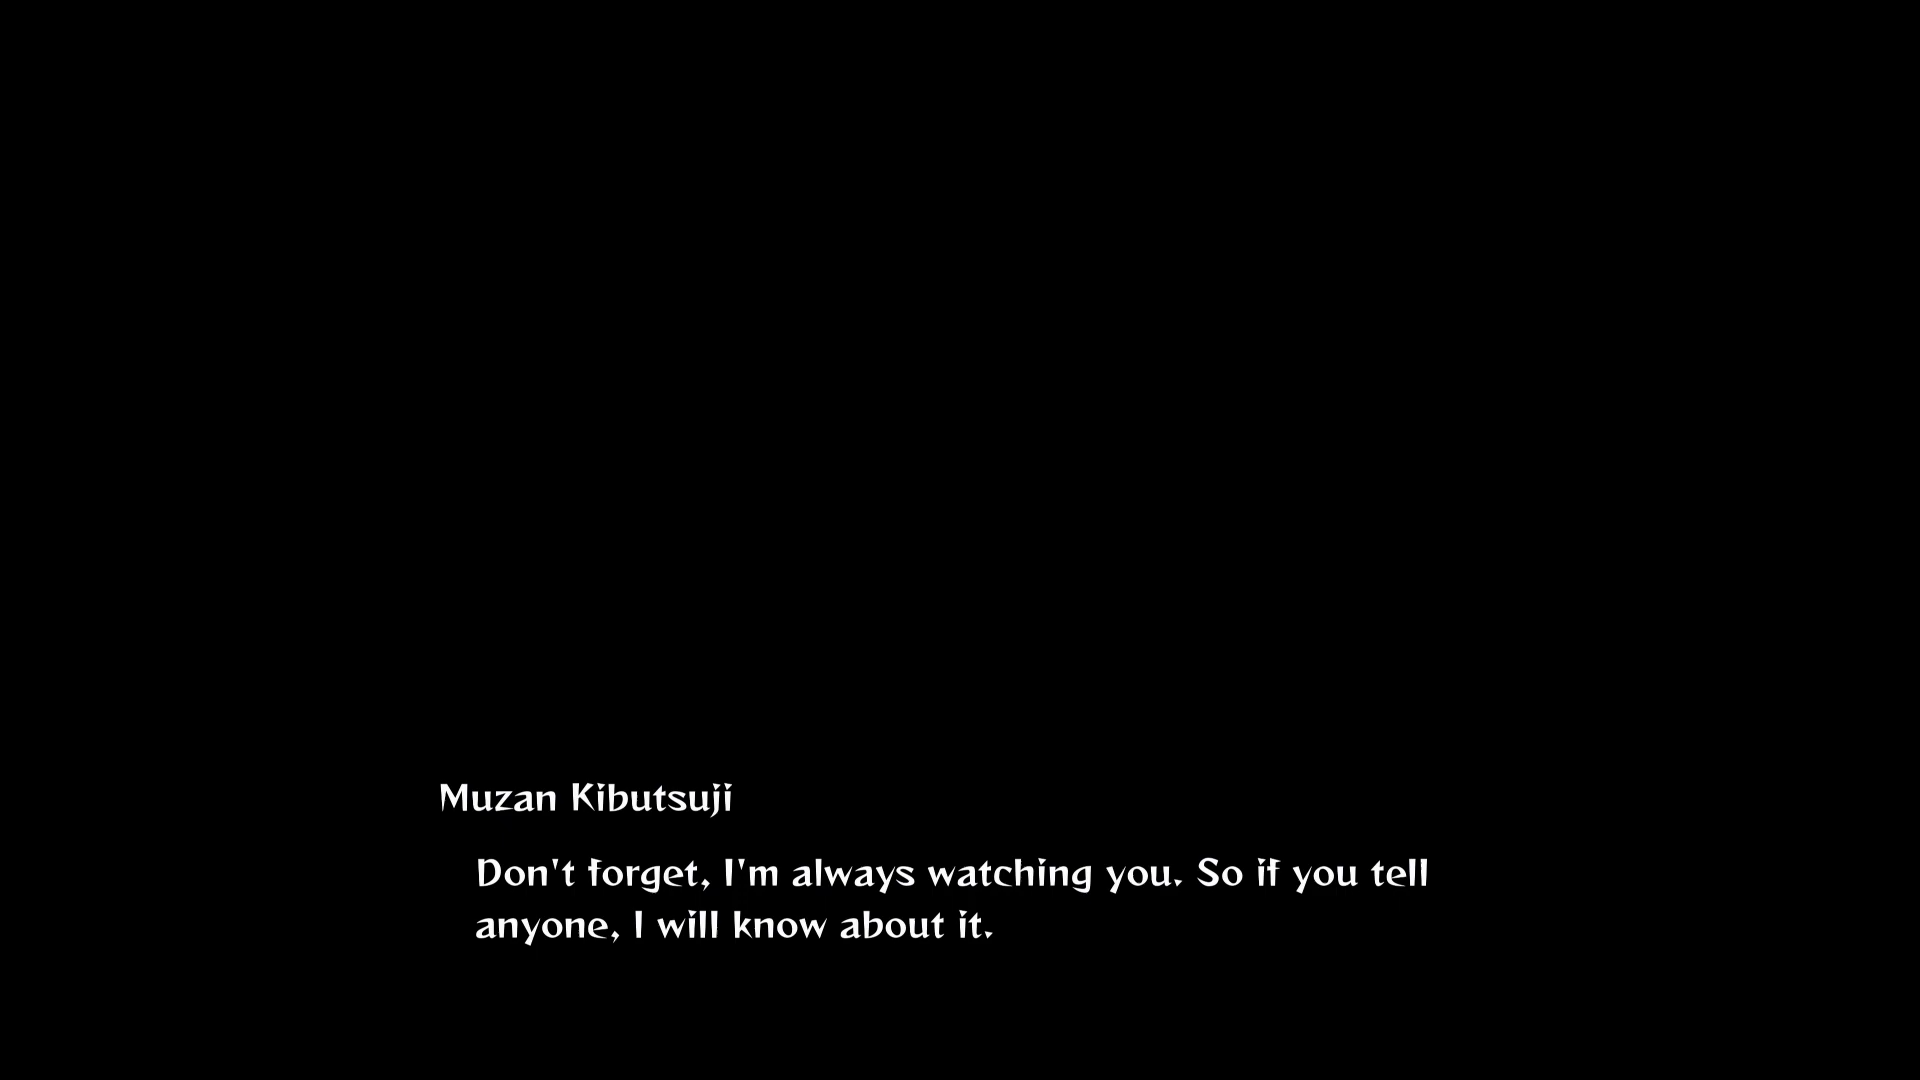 Muzan Kibutsuji
Don't forget, I'm always watching you. So if you tell
anyone, I will know about it.